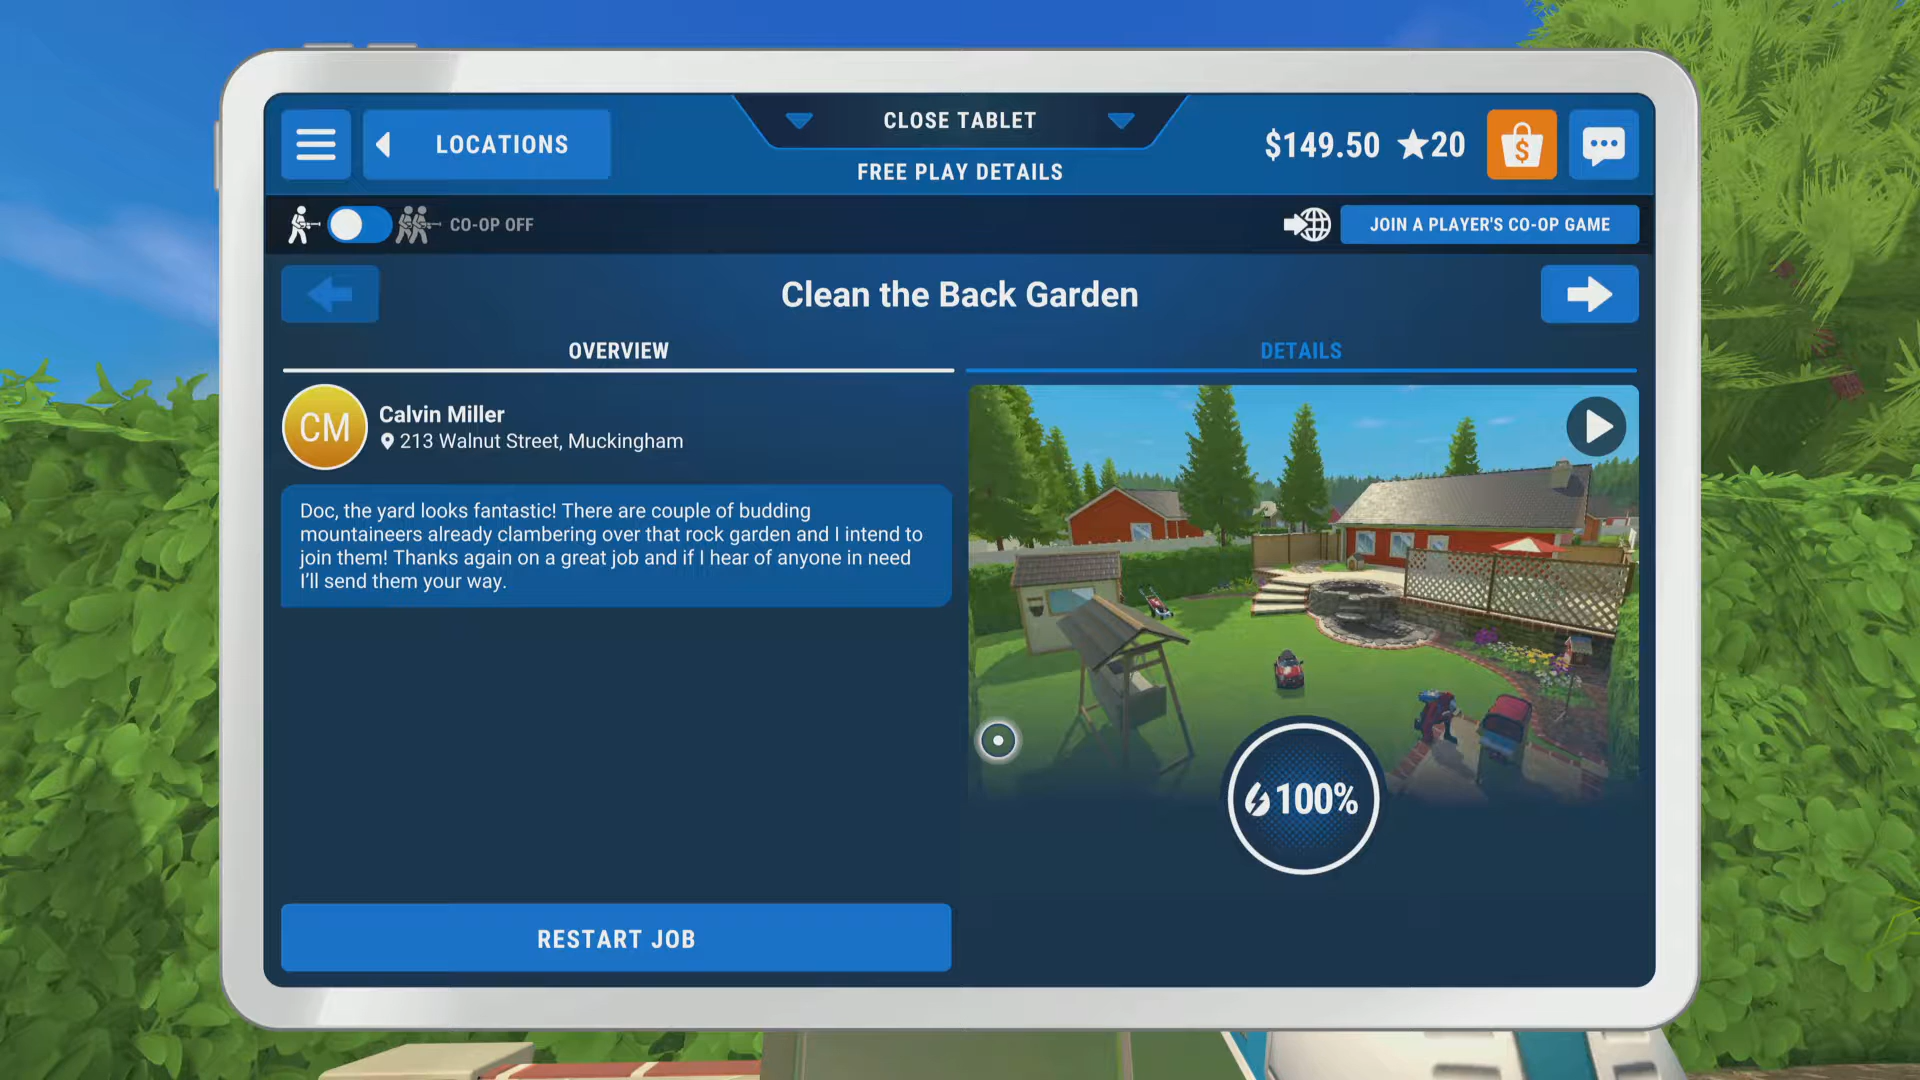 CLOSE TABLET
LOCATIONS
FREE PLAY DETAILS
$149.50 ★20
$
CO-OP OFF
JOIN A PLAYER'S CO-OP GAME
Clean the Back Garden
OVERVIEW
DETAILS
CM
Calvin Miller
213 Walnut Street, Muckingham
Doc, the yard looks fantastic! There are couple of budding
mountaineers already clambering over that rock garden and I intend to
join them! Thanks again on a great job and if I hear of anyone in need
I'll send them your way.
100%
RESTART JOB